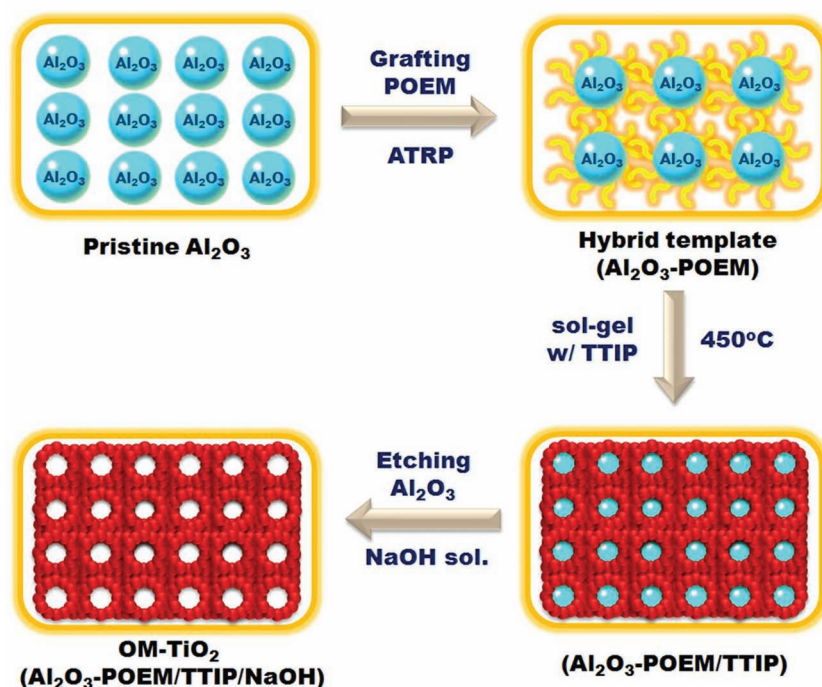 Al₂O₃ Al₂O₃ Al₂O₃ Al₂O₃
Al₂O₃ Al₂O₃ Al₂O₃ Al₂O₃
Al₂O₃ Al₂O₃ Al₂O₃ Al₂O₃
Pristine Al₂O₃
Grafting
POEM
ATRP
Al₂O₃ Al₂O₃ Al₂O₃
Al₂O₃ Al₂O₃ Al₂O₃
Hybrid template
(Al₂O₃-POEM)
sol-gel
w/ TTIP
450°C
(Al₂O₃-POEM/TTIP)
Etching
Al₂O₃
NaOH sol.
OM-TiO₂
(Al₂O₃-POEM/TTIP/NaOH)